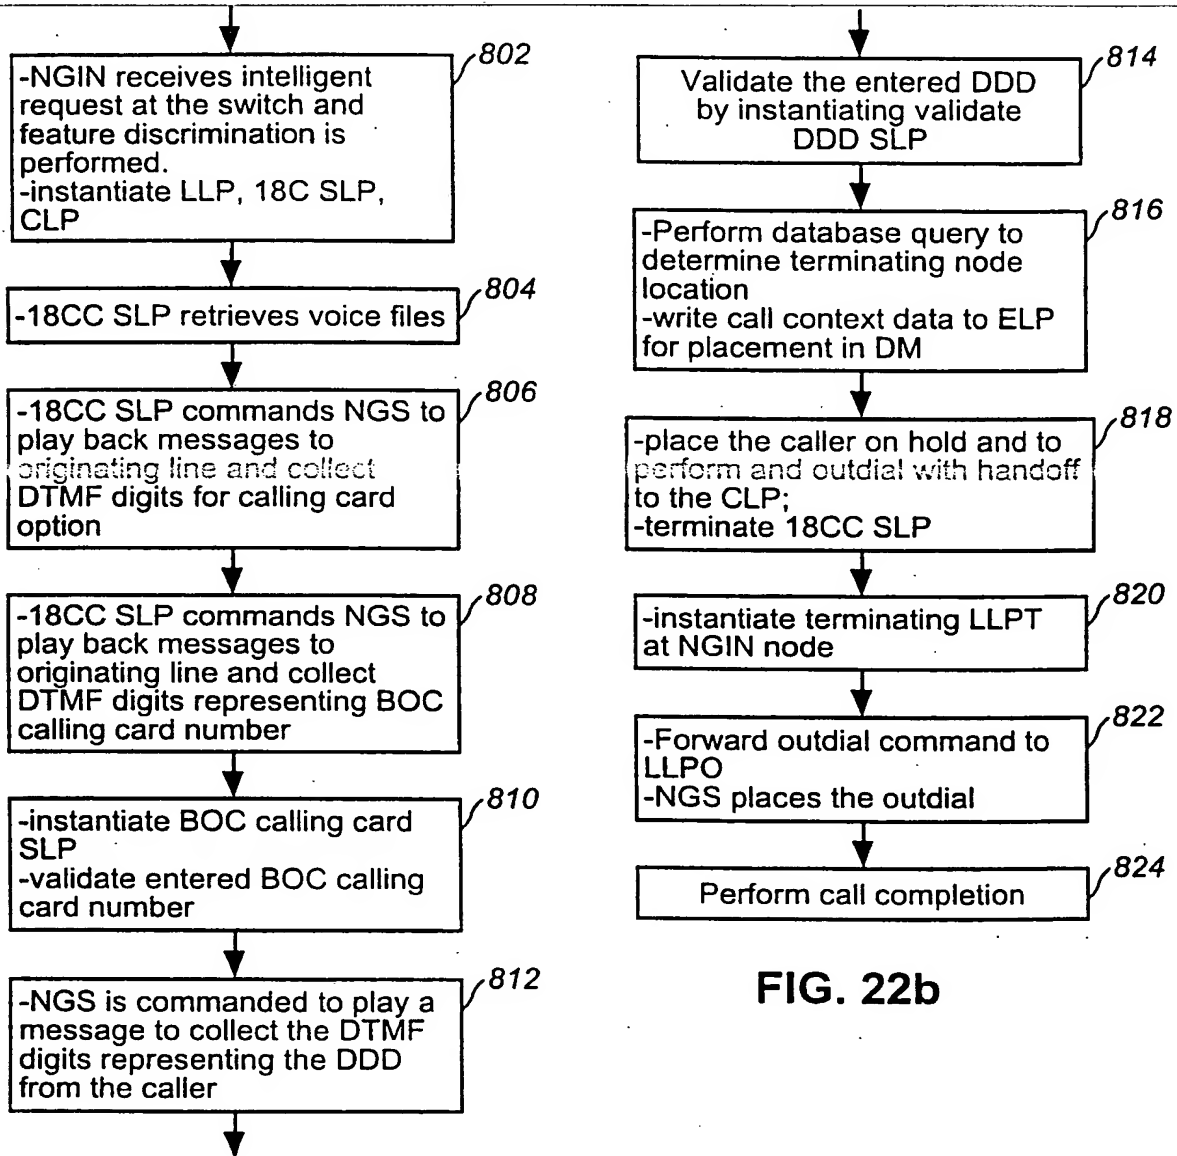 802
-NGIN receives intelligent
request at the switch and
feature discrimination is
performed.
-instantiate LLP, 18C SLP,
CLP
804
-18CC SLP retrieves voice files
806
-18CC SLP commands NGS to
play back messages to
originating line and collect
DTMF digits for calling card
option
808
-18CC SLP commands NGS to
play back messages to
originating line and collect
DTMF digits representing BOC
calling card number
810
-instantiate BOC calling card
SLP
-validate entered BOC calling
card number
812
-NGS is commanded to play a
message to collect the DTMF
digits representing the DDD
from the caller
814
Validate the entered DDD
by instantiating validate
DDD SLP
816
-Perform database query to
determine terminating node
location
-write call context data to ELP
for placement in DM
818
-place the caller on hold and to
perform and outdial with handoff
to the CLP;
-terminate 18CC SLP
820
-instantiate terminating LLPT
at NGIN node
822
-Forward outdial command to
LLPO
-NGS places the outdial
824
Perform call completion
FIG. 22b